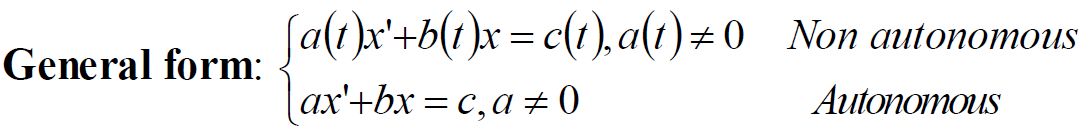 General form: { a(t)x'+b(t)x = c(t), a(t) ≠ 0 Non autonomous
ax'+bx = c, a ≠ 0 Autonomous